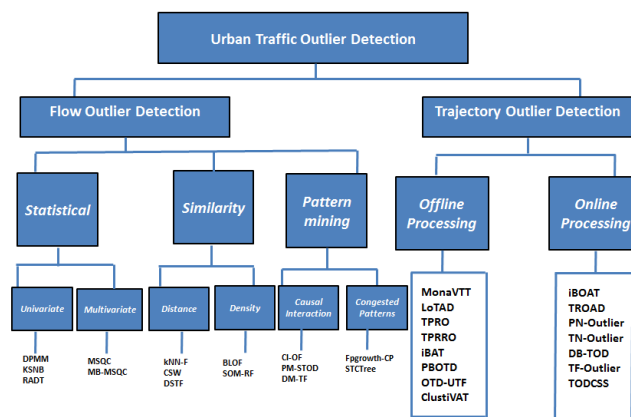 Urban Traffic Outlier Detection
Flow Outlier Detection
Trajectory Outlier Detection
Statistical
Similarity
Pattern
mining
Offline
Processing
Online
Processing
Univariate
Multivariate
Distance
Density
Causal
Interaction
Congested
Patterns
DPMM
KSNB
RADT
MSQC
MB-MSQC
kNN-F
CSW
DSTF
BLOF
SOM-RF
CI-OF
PM-STOD
DM-TF
Fpgrowth-CP
STCTree
MonaVTT
LoTAD
TPRO
TPRRO
iBAT
PBOTD
OTD-UTF
ClustiVAT
iBOAT
TROAD
PN-Outlier
TN-Outlier
DB-TOD
TF-Outlier
TODCSS